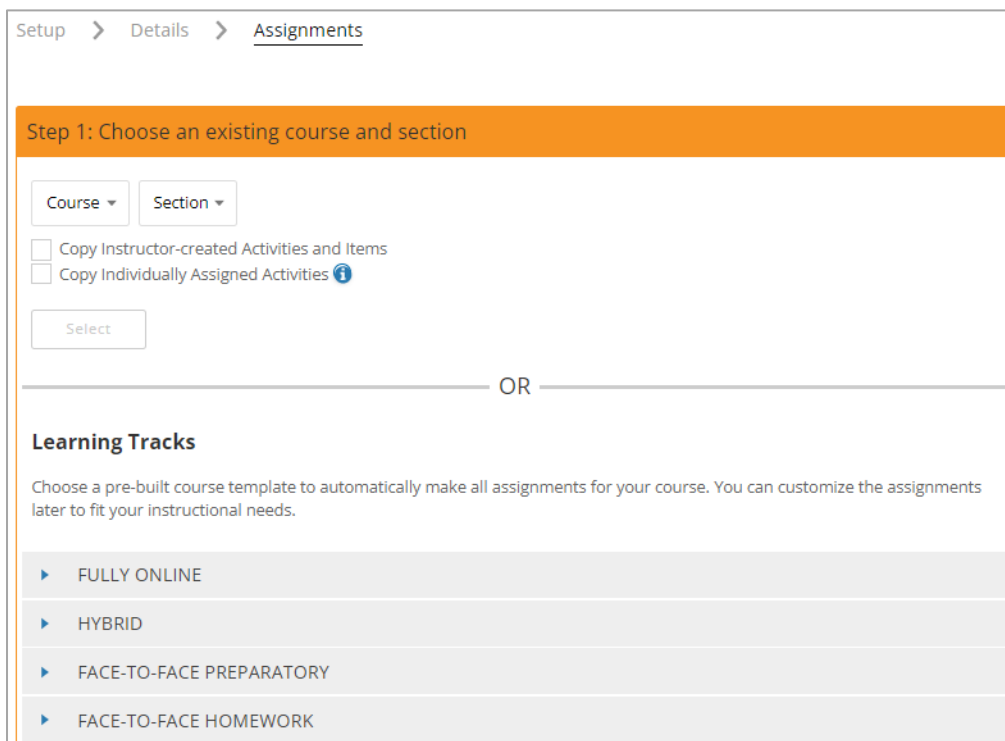 Setup > Details > Assignments
Step 1: Choose an existing course and section
Course Section
Copy Instructor-created Activities and Items
Copy Individually Assigned Activities
Select
OR
Learning Tracks
Choose a pre-built course template to automatically make all assignments for your course. You can customize the assignments
later to fit your instructional needs.
FULLY ONLINE
HYBRID
FACE-TO-FACE PREPARATORY
FACE-TO-FACE HOMEWORK